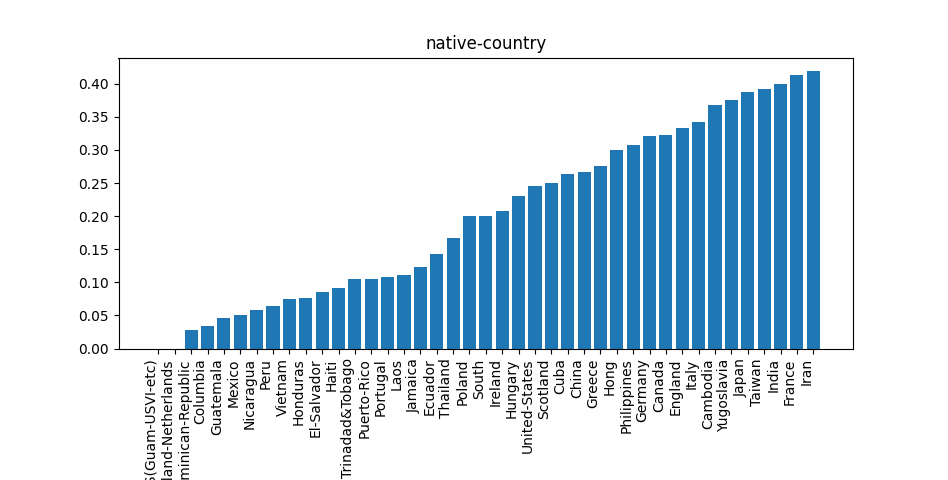 native-country
0.40
0.35
0.30
0.25
0.20
0.15
0.10
0.05
0.00
S(Guam-USVI-etc)
land-Netherlands
minican-Republic
Columbia
Guatemala
Mexico
Nicaragua
Peru
Vietnam
Honduras
El-Salvador
Haiti
Trinadad&Tobago
Puerto-Rico
Portugal
Laos
Jamaica
Ecuador
Thailand
Poland
South
Ireland
Hungary
United-States
Scotland
Cuba
China
Greece
Hong
Philippines
Germany
Canada
England
Italy
Cambodia
Yugoslavia
Japan
Taiwan
India
France
Iran